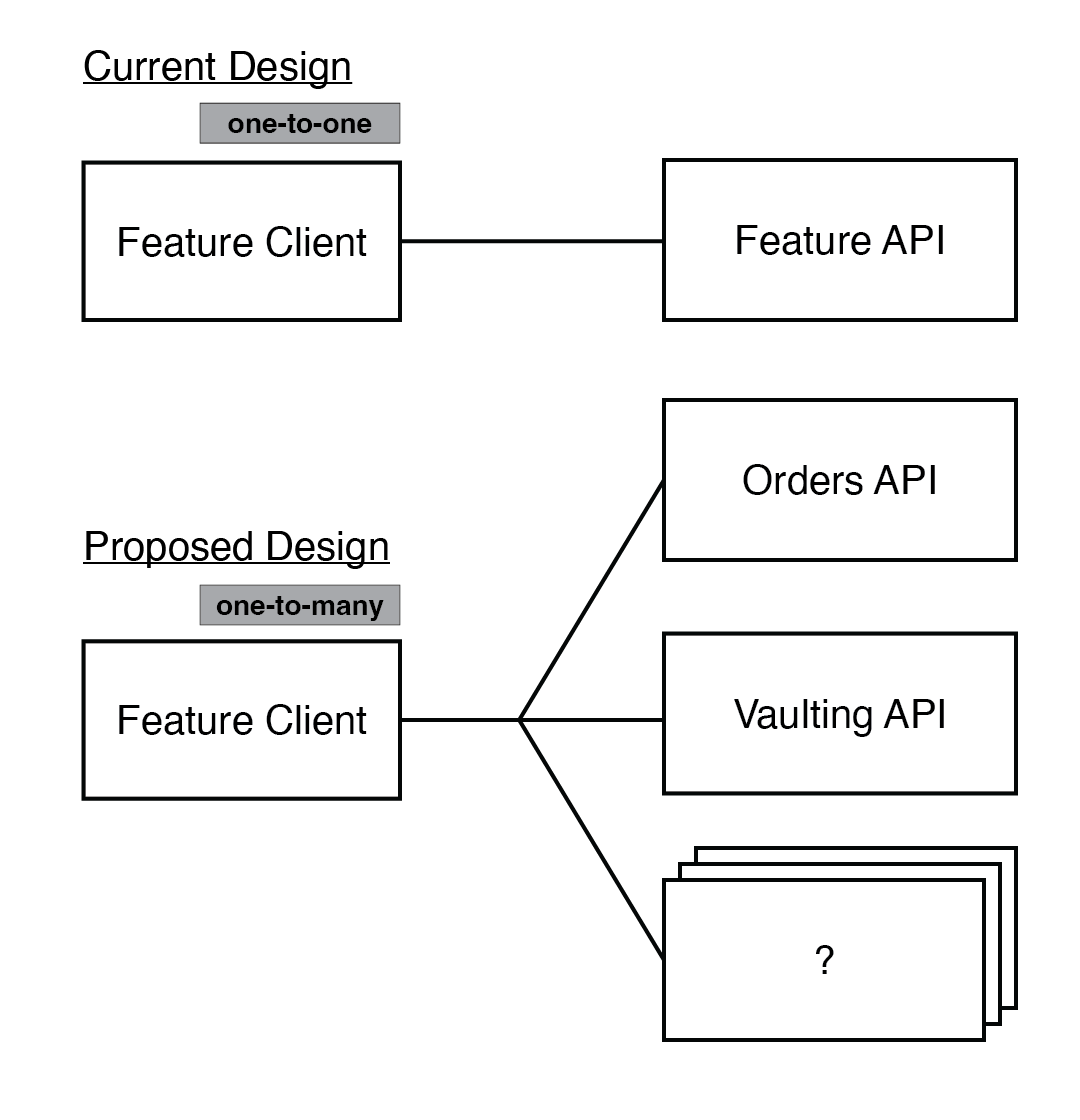 Current Design
one-to-one
Feature Client
Feature API
Orders API
Proposed Design
one-to-many
Feature Client
Vaulting API
?